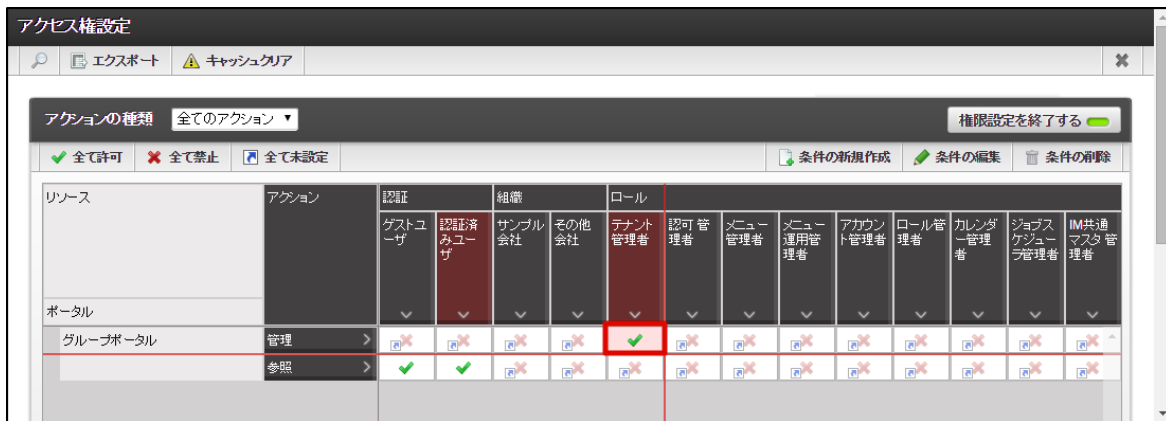 アクセス権設定
エクスポート キャッシュクリア
アクションの種類 全てのアクション 権限設定を終了する
全て許可 全て禁止 全て未設定 条件の新規作成 条件の編集 条件の削除
リソース アクション 認証 組織 ロール
ゲストユーザ 認証済みユーザ サンプル会社 その他会社 テナント管理者 認可管理者 メニュー管理者 メニュー運用管理者 アカウント管理者 ロール管理者 カレンダー管理者 ジョブスケジューラ管理者 IM共通マスタ管理者
ポータル
グループポータル 管理
参照